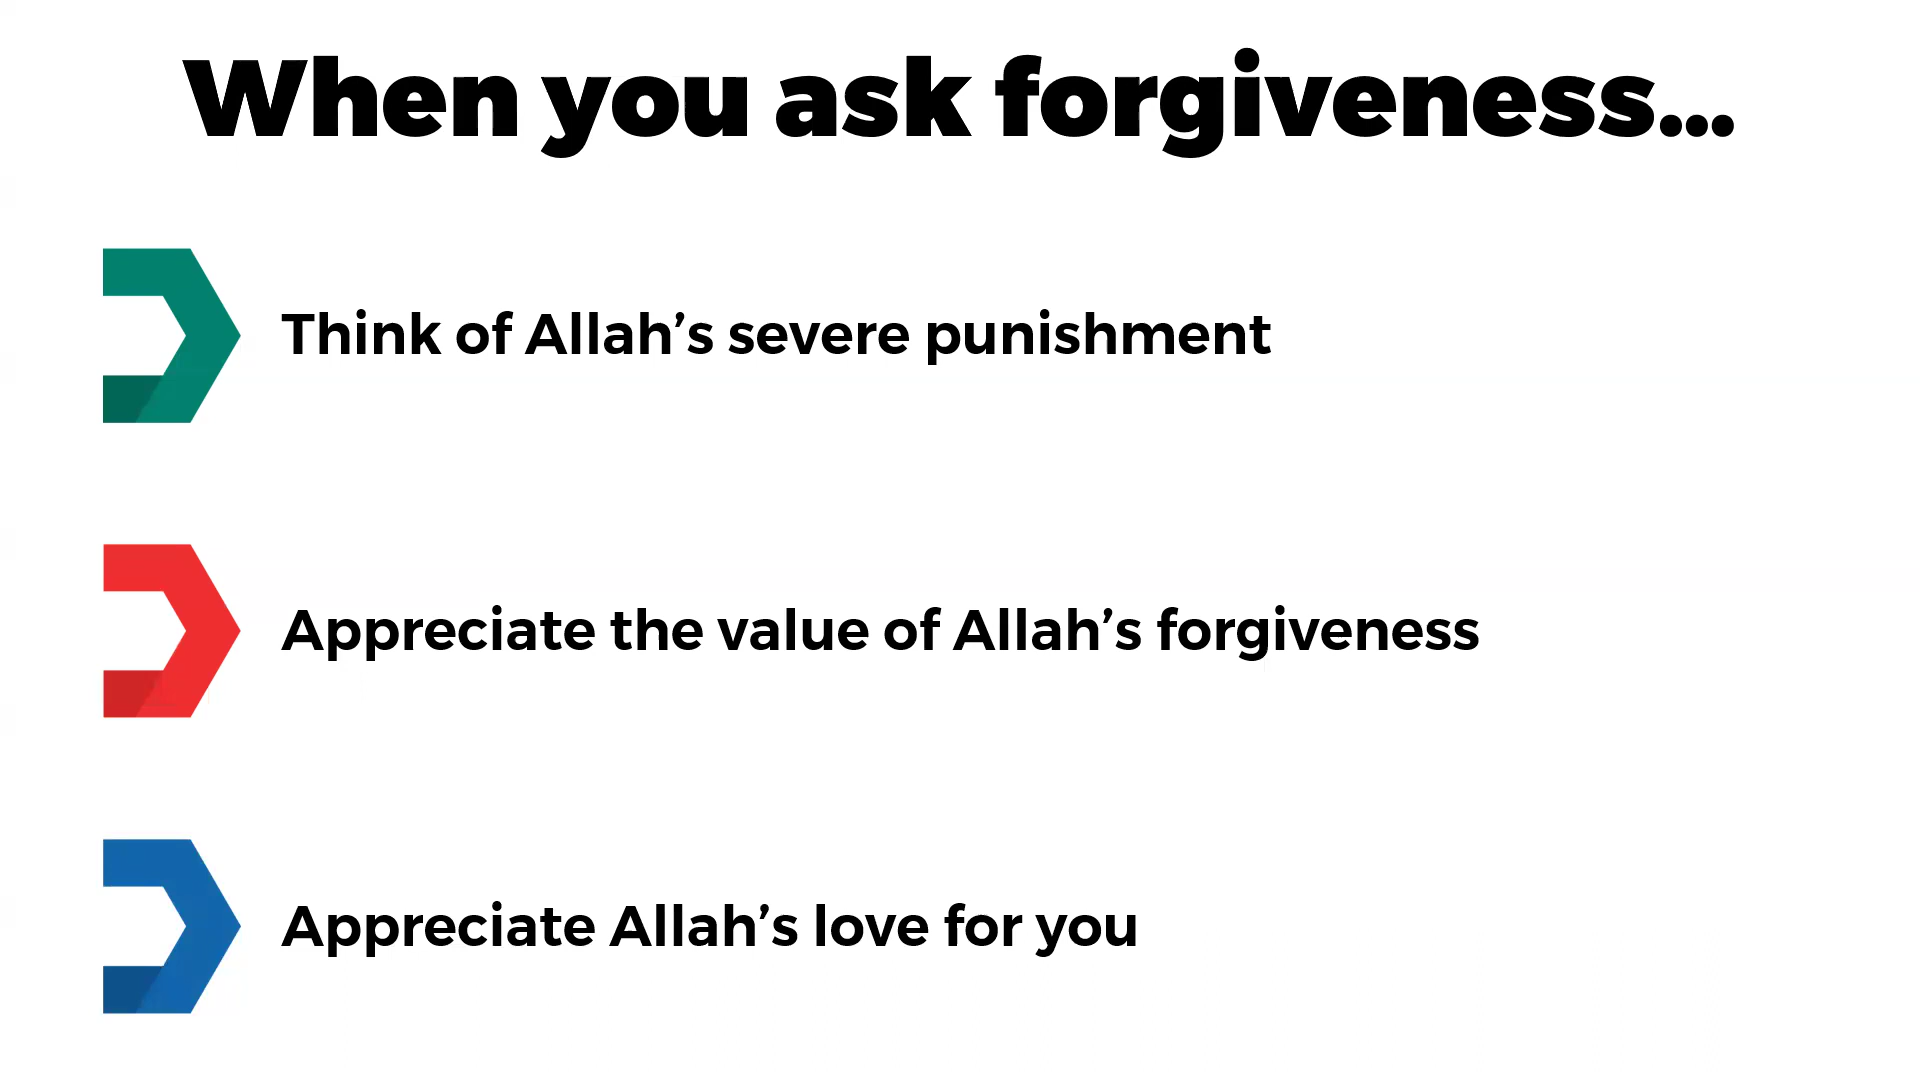 When you ask forgiveness...
Think of Allah’s severe punishment
Appreciate the value of Allah’s forgiveness
Appreciate Allah’s love for you